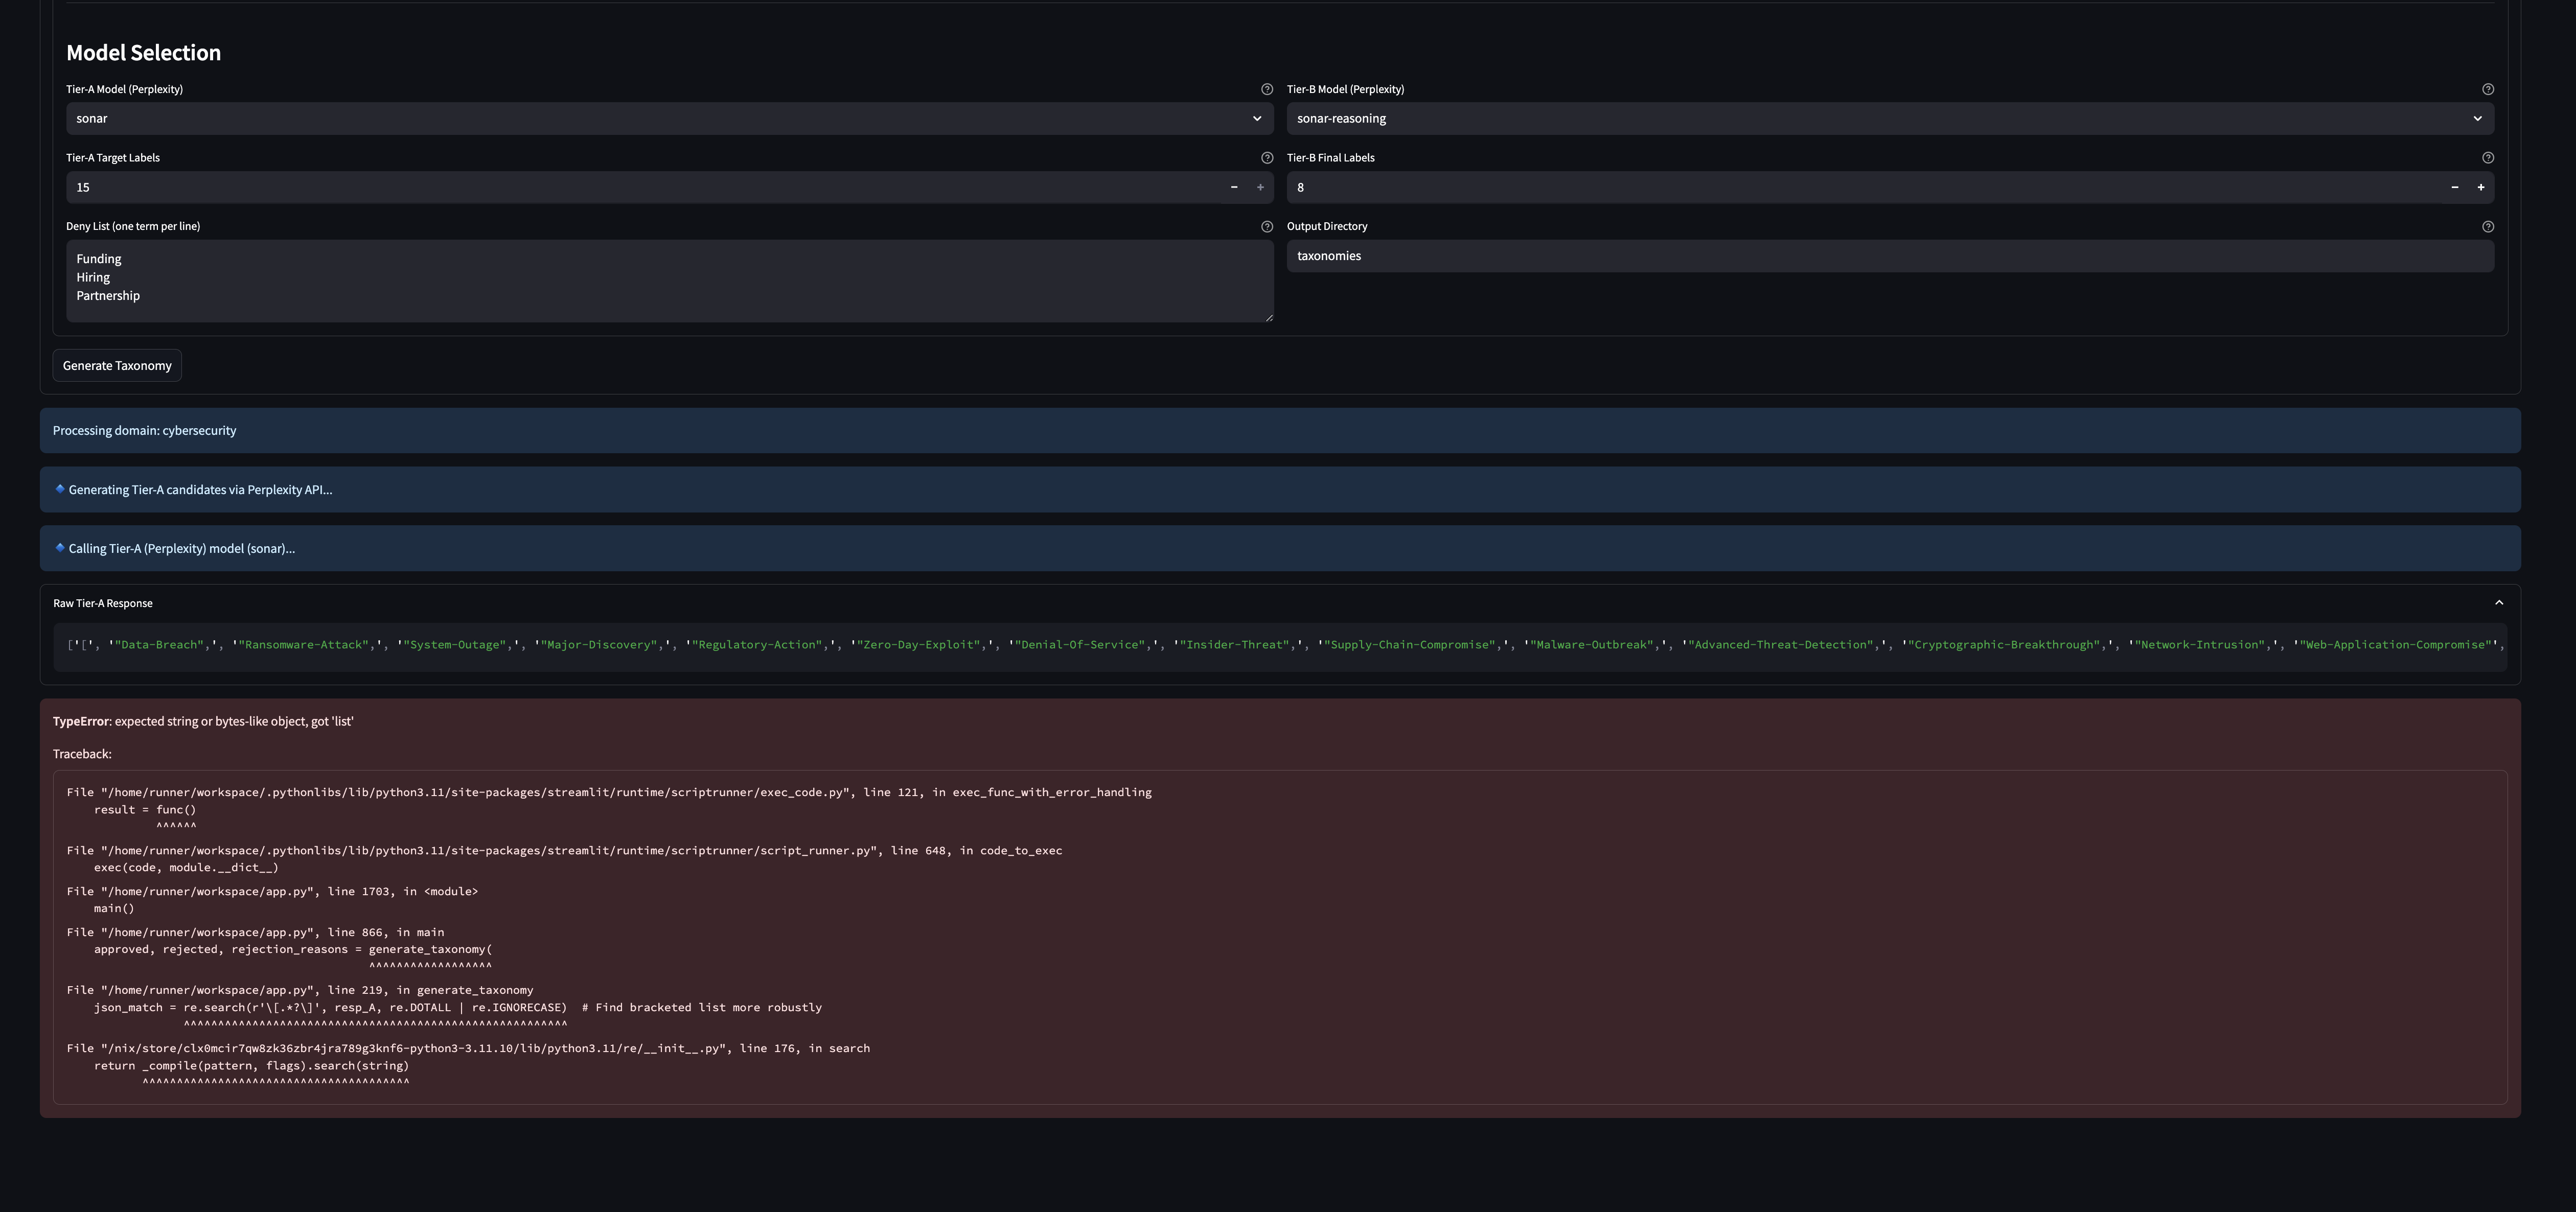 Model Selection
Tier-A Model (Perplexity)
Tier-B Model (Perplexity)
sonar
sonar-reasoning
Tier-A Target Labels
Tier-B Final Labels
15
8
Deny List (one term per line)
Output Directory
Funding
Hiring
Partnership
taxonomies
Generate Taxonomy
Processing domain: cybersecurity
Generating Tier-A candidates via Perplexity API...
Calling Tier-A (Perplexity) model (sonar)...
Raw Tier-A Response
['[', '"Data-Breach",', '"Ransomware-Attack",', '"System-Outage",', '"Major-Discovery",', '"Regulatory-Action",', '"Zero-Day-Exploit",', '"Denial-Of-Service",', '"Insider-Threat",', '"Supply-Chain-Compromise",', '"Malware-Outbreak",', '"Advanced-Threat-Detection",', '"Cryptographic-Breakthrough",', '"Network-Intrusion",', '"Web-Application-Compromise"',
TypeError: expected string or bytes-like object, got 'list'
Traceback:
File "/home/runner/workspace/.pythonlibs/lib/python3.11/site-packages/streamlit/runtime/scriptrunner/exec_code.py", line 121, in exec_func_with_error_handling
result = func()
^^^^^^
File "/home/runner/workspace/.pythonlibs/lib/python3.11/site-packages/streamlit/runtime/scriptrunner/script_runner.py", line 648, in code_to_exec
exec(code, module.__dict__)
File "/home/runner/workspace/app.py", line 1703, in <module>
main()
File "/home/runner/workspace/app.py", line 866, in main
approved, rejected, rejection_reasons = generate_taxonomy(
^^^^^^^^^^^^^^^^^^
File "/home/runner/workspace/app.py", line 219, in generate_taxonomy
json_match = re.search(r'\[.*?\]', resp_A, re.DOTALL | re.IGNORECASE)  # Find bracketed list more robustly
^^^^^^^^^^^^^^^^^^^^^^^^^^^^^^^^^^^^^^^^^^^^^^^^^^^^^^^^
File "/nix/store/clx0mcir7qw8zk36zbr4jra789g3knf6-python3-3.11.10/lib/python3.11/re/__init__.py", line 176, in search
return _compile(pattern, flags).search(string)
^^^^^^^^^^^^^^^^^^^^^^^^^^^^^^^^^^^^^^^